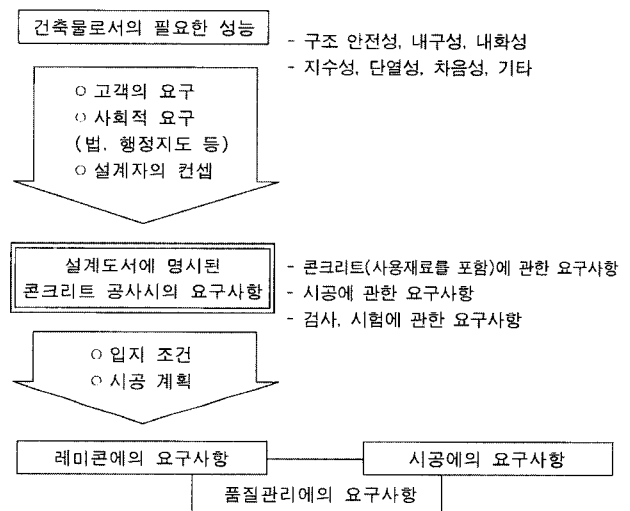 건축물로서의 필요한 성능
- 구조 안전성, 내구성, 내화성
- 지수성, 단열성, 차음성, 기타
○ 고객의 요구
○ 사회적 요구
(법, 행정지도 등)
○ 설계자의 컨셉
설계도서에 명시된
콘크리트 공사시의 요구사항
- 콘크리트(사용재료를 포함)에 관한 요구사항
- 시공에 관한 요구사항
- 검사, 시험에 관한 요구사항
○ 입지 조건
○ 시공 계획
레미콘에의 요구사항
시공에의 요구사항
품질관리에의 요구사항